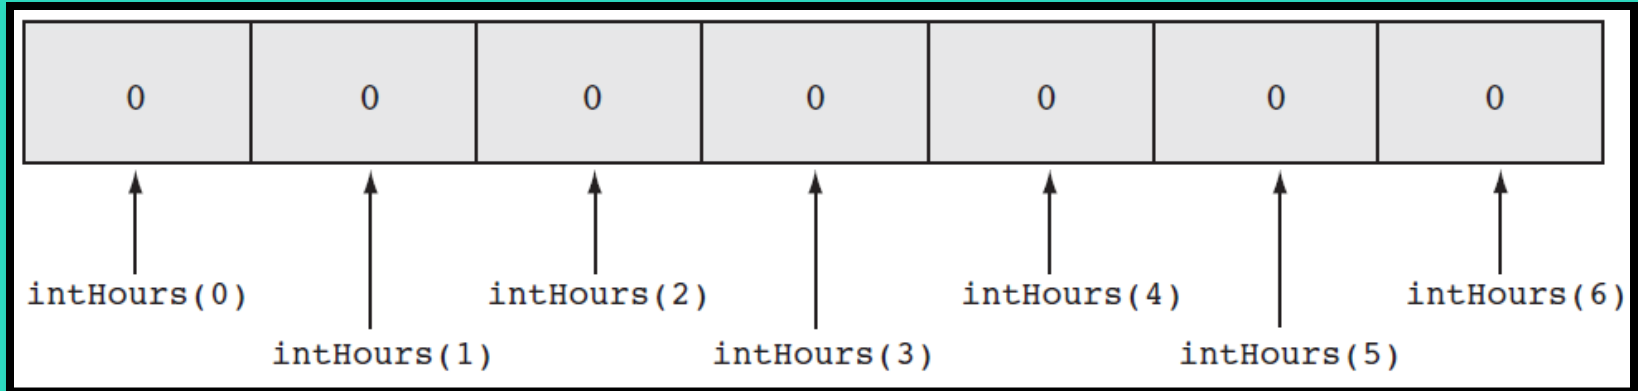 0 0 0 0 0 0 0
intHours(0) intHours(2) intHours(4) intHours(6)
intHours(1) intHours(3) intHours(5)